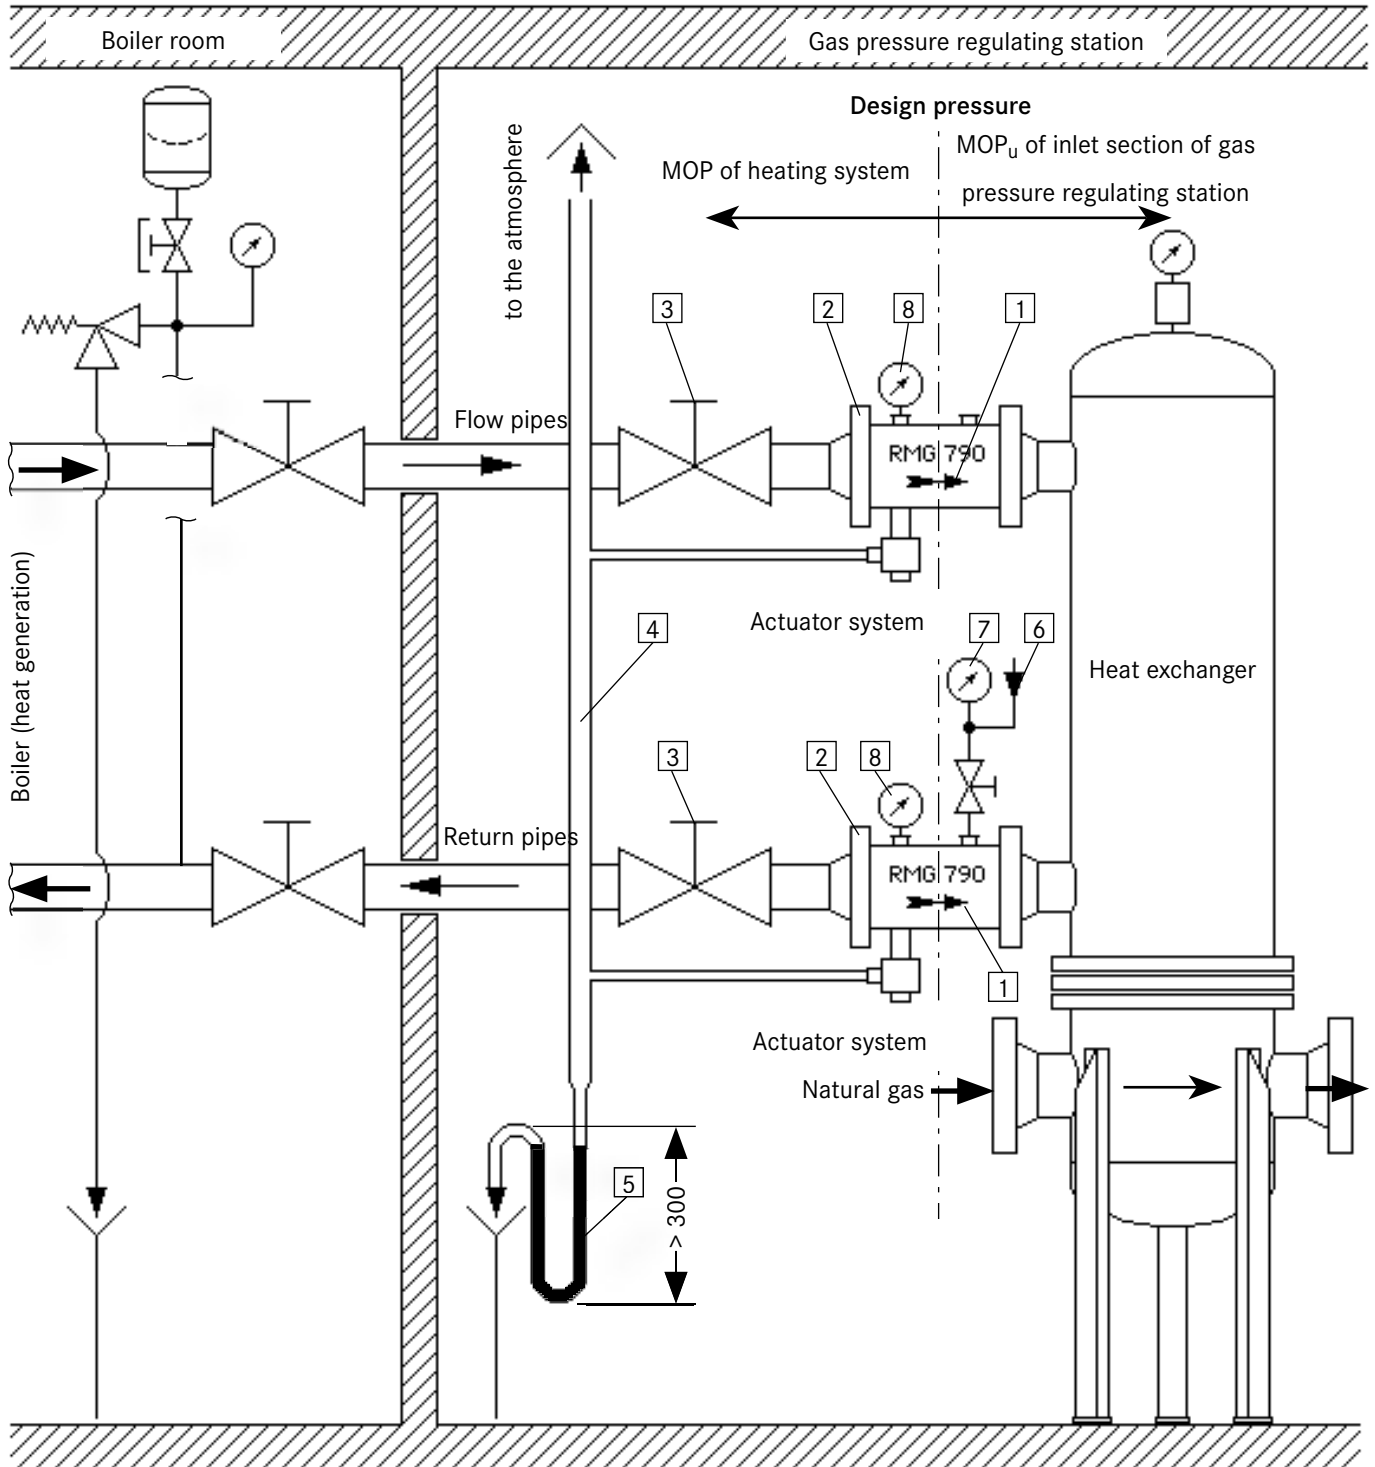 Boiler room
Gas pressure regulating station
Design pressure
MOP of heating system
MOPu of inlet section of gas
pressure regulating station
to the atmosphere
3
2
8
1
Flow pipes
RMG 790
Actuator system
4
7
6
Heat exchanger
Boiler (heat generation)
3
2
8
Return pipes
RMG 790
1
Actuator system
Natural gas
5
> 300